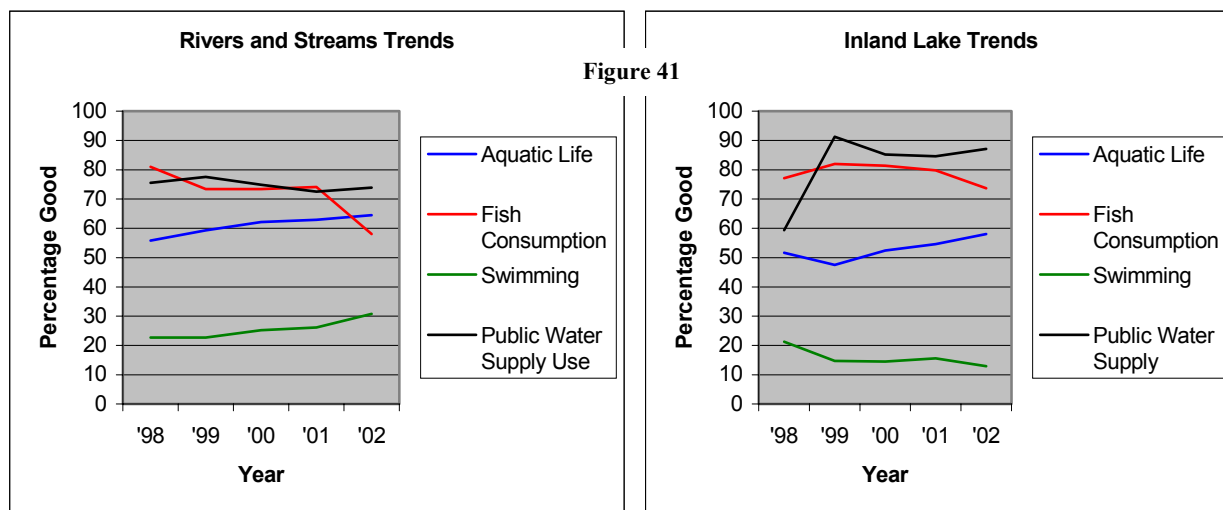 Rivers and Streams Trends
Inland Lake Trends
Figure 41
Percentage Good
100
90
80
70
60
50
40
30
20
10
0
'98 '99 '00 '01 '02
Year
Aquatic Life
Fish
Consumption
Swimming
Public Water
Supply Use
Percentage Good
100
90
80
70
60
50
40
30
20
10
0
'98 '99 '00 '01 '02
Year
Aquatic Life
Fish
Consumption
Swimming
Public Water
Supply